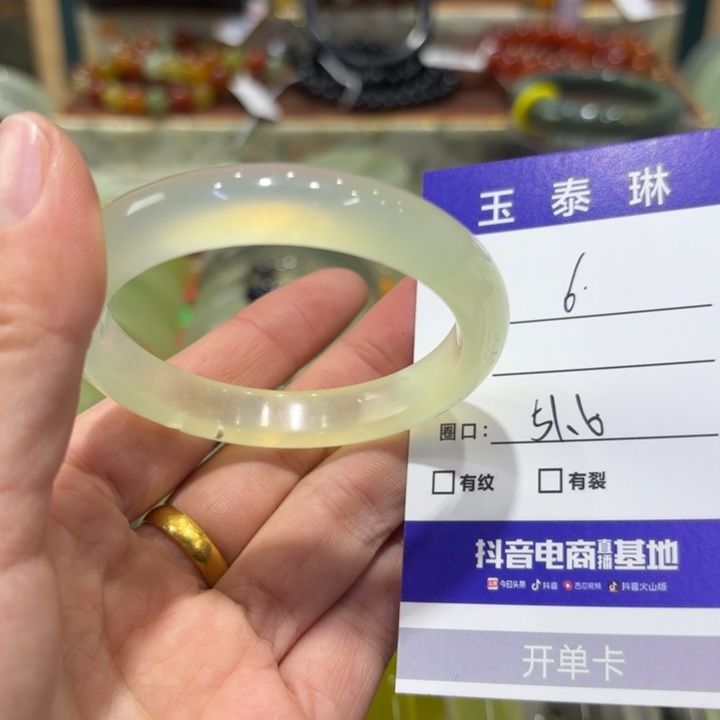 玉泰琳
6.
圈口: 51.6
□有纹 □有裂
抖音电商直播基地
今日头条 抖音 西瓜视频 抖音火山版
开单卡